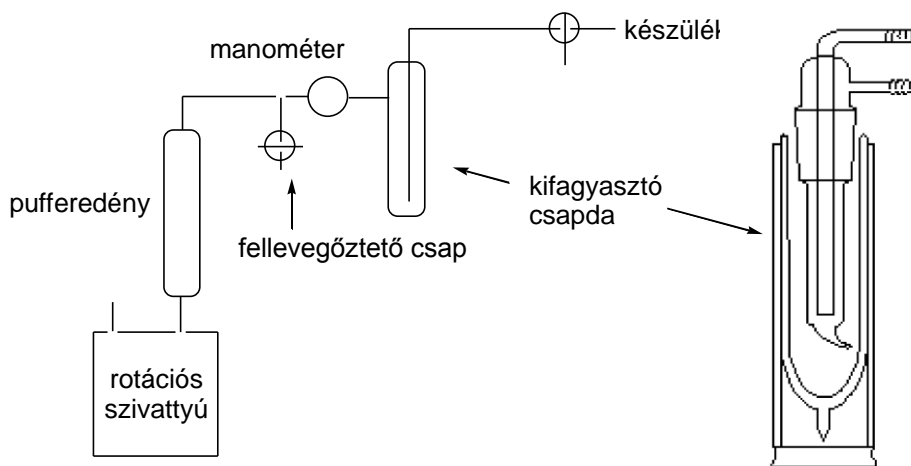 manométer
készülék
pufferedény
kifagyasztó
csapda
fellevegőztető csap
rotációs
szivattyú